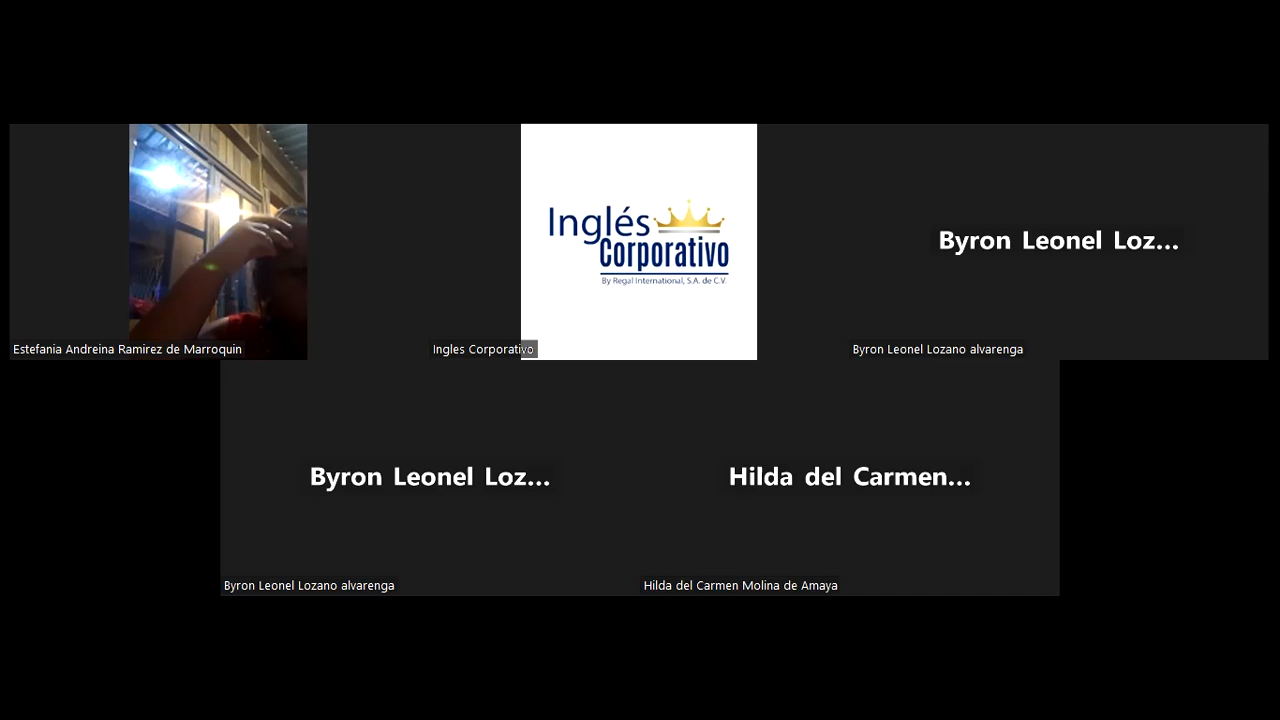 Inglés
Corporativo
By Regal International, S.A. de C.V.
Byron Leonel Loz...
Estefania Andreina Ramirez de Marroquin
Ingles Corporativo
Byron Leonel Lozano alvarenga
Byron Leonel Loz...
Hilda del Carmen...
Byron Leonel Lozano alvarenga
Hilda del Carmen Molina de Amaya